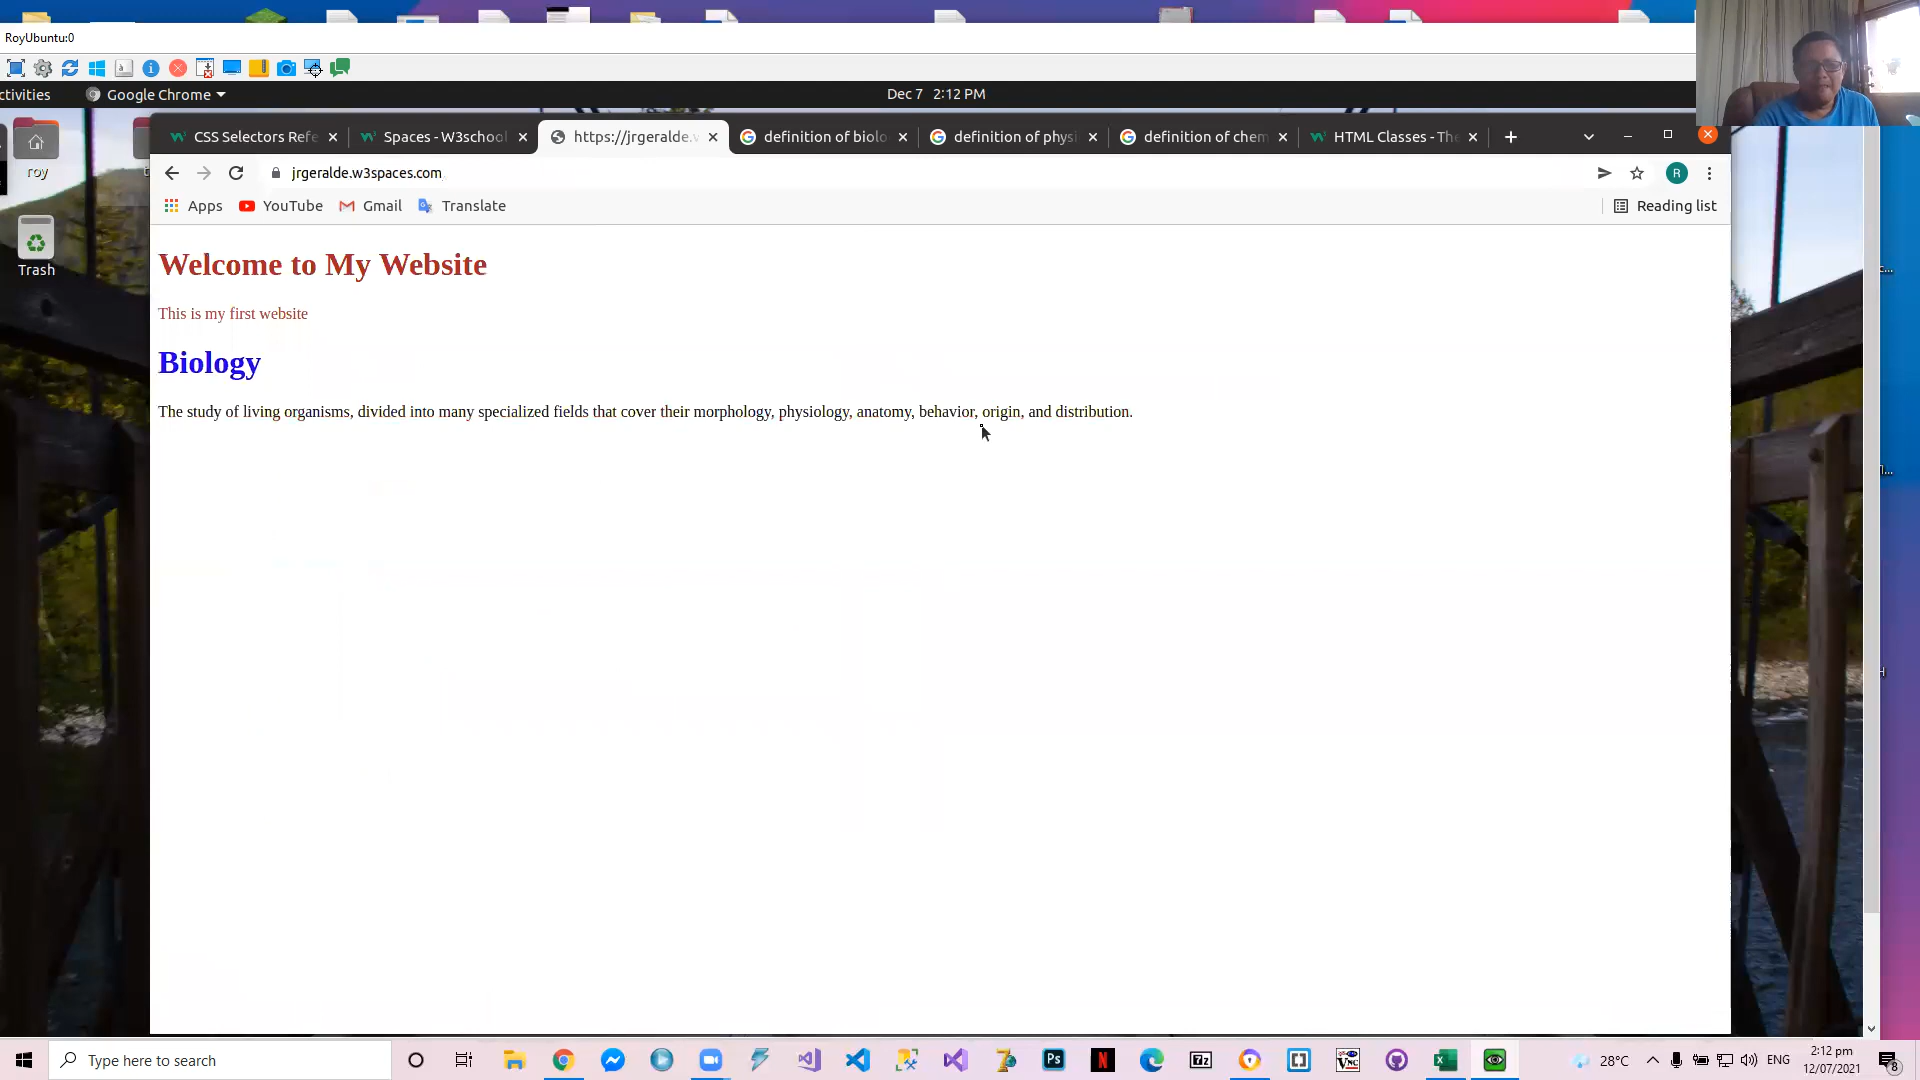 RoyUbuntu:0
ctivities
Google Chrome
Dec 7 2:12 PM
CSS Selectors Refe
Spaces - W3school
https://jrgeralde.w
definition of biolo
definition of physi
definition of chem
HTML Classes - The
jrgeralde.w3spaces.com
R
Apps
YouTube
Gmail
Translate
Reading list
roy
Trash
Welcome to My Website
This is my first website
Biology
The study of living organisms, divided into many specialized fields that cover their morphology, physiology, anatomy, behavior, origin, and distribution.
Type here to search
28°C
ENG
2:12 pm
12/07/2021
8